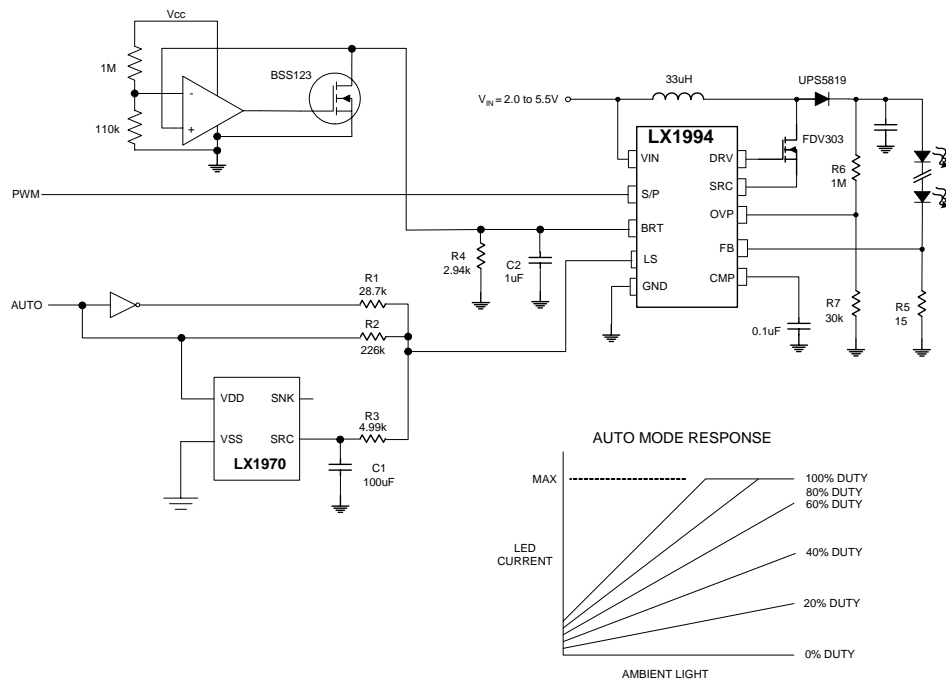 Vcc
1M
BSS123
-
+
110k
33uH
UPS5819
VIN = 2.0 to 5.5V
LX1994
FDV303
VIN
DRV
S/P
SRC
BRT
OVP
LS
FB
GND
CMP
R6
1M
PWM
R4
2.94k
C2
1uF
R7
30k
R5
15
0.1uF
AUTO
R1
28.7k
R2
226k
VDD
SNK
VSS
SRC
LX1970
R3
4.99k
C1
100uF
AUTO MODE RESPONSE
MAX
LED
CURRENT
100% DUTY
80% DUTY
60% DUTY
40% DUTY
20% DUTY
0% DUTY
AMBIENT LIGHT